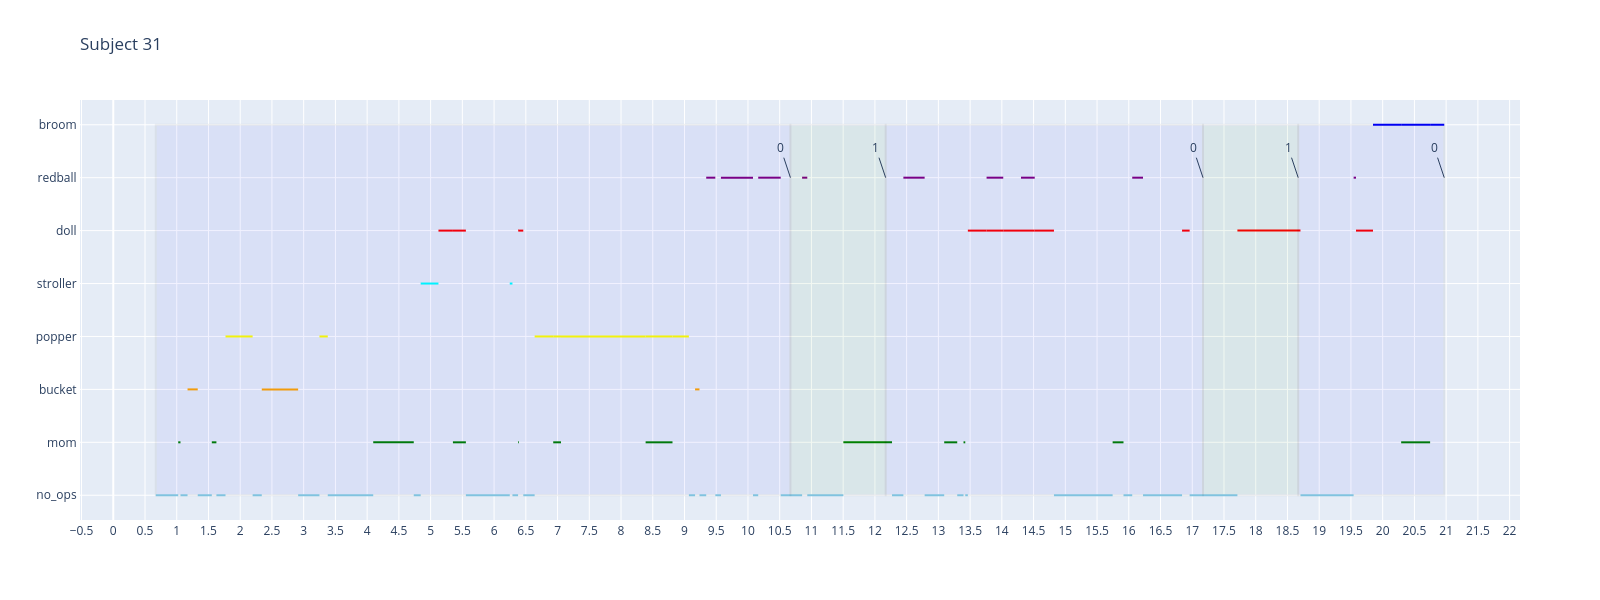 Subject 31
broom
0 1 0 1 0
redball
doll
stroller
popper
bucket
mom
no_ops
−0.5 0 0.5 1 1.5 2 2.5 3 3.5 4 4.5 5 5.5 6 6.5 7 7.5 8 8.5 9 9.5 10 10.5 11 11.5 12 12.5 13 13.5 14 14.5 15 15.5 16 16.5 17 17.5 18 18.5 19 19.5 20 20.5 21 21.5 22